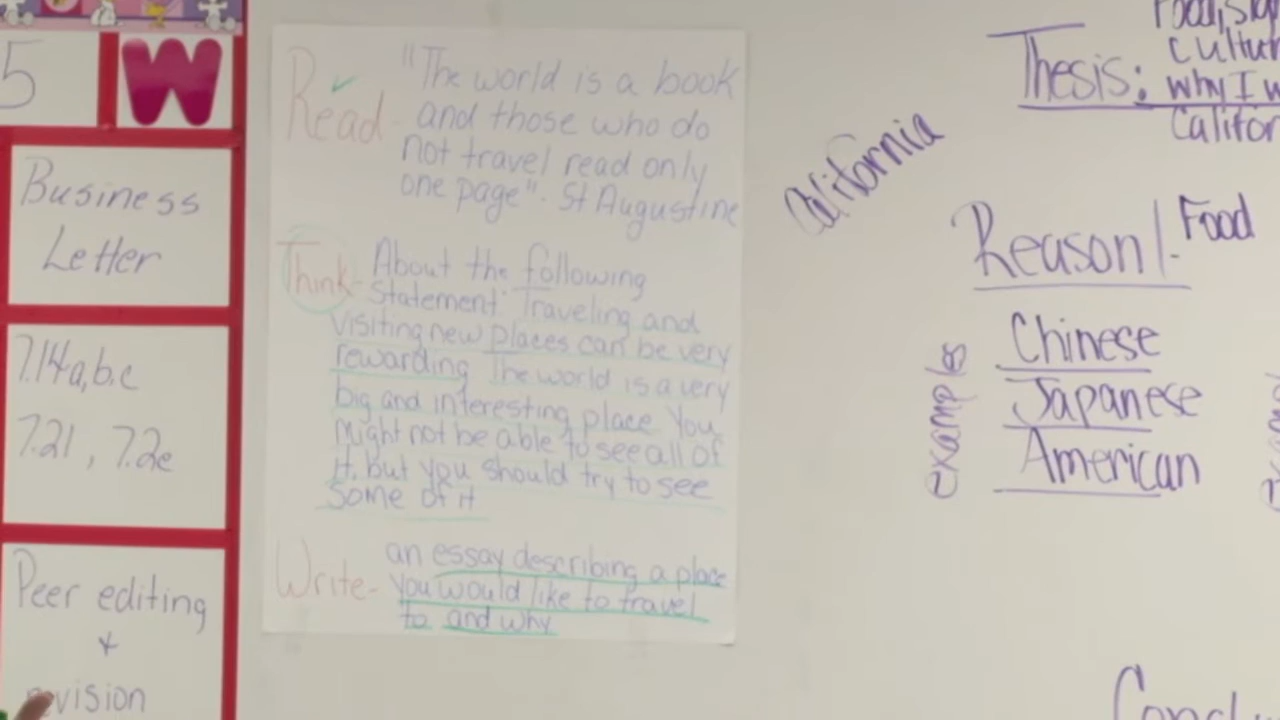 5
W
Business
Letter
7.14a,b.c
7.21, 7.2e
Peer editing
+
revision
Read - "The world is a book
and those who do
not travel read only
one page". St Augustine
Think - About the following
statement: Traveling and
visiting new places can be very
rewarding The world is a very
big and interesting place You
Might not be able to see all of
it, but you should try to see
some of it
Write - an essay describing a place
you would like to travel
to and why
California
Thesis:
why I
Reason 1. Food
examples
Chinese
Japanese
American